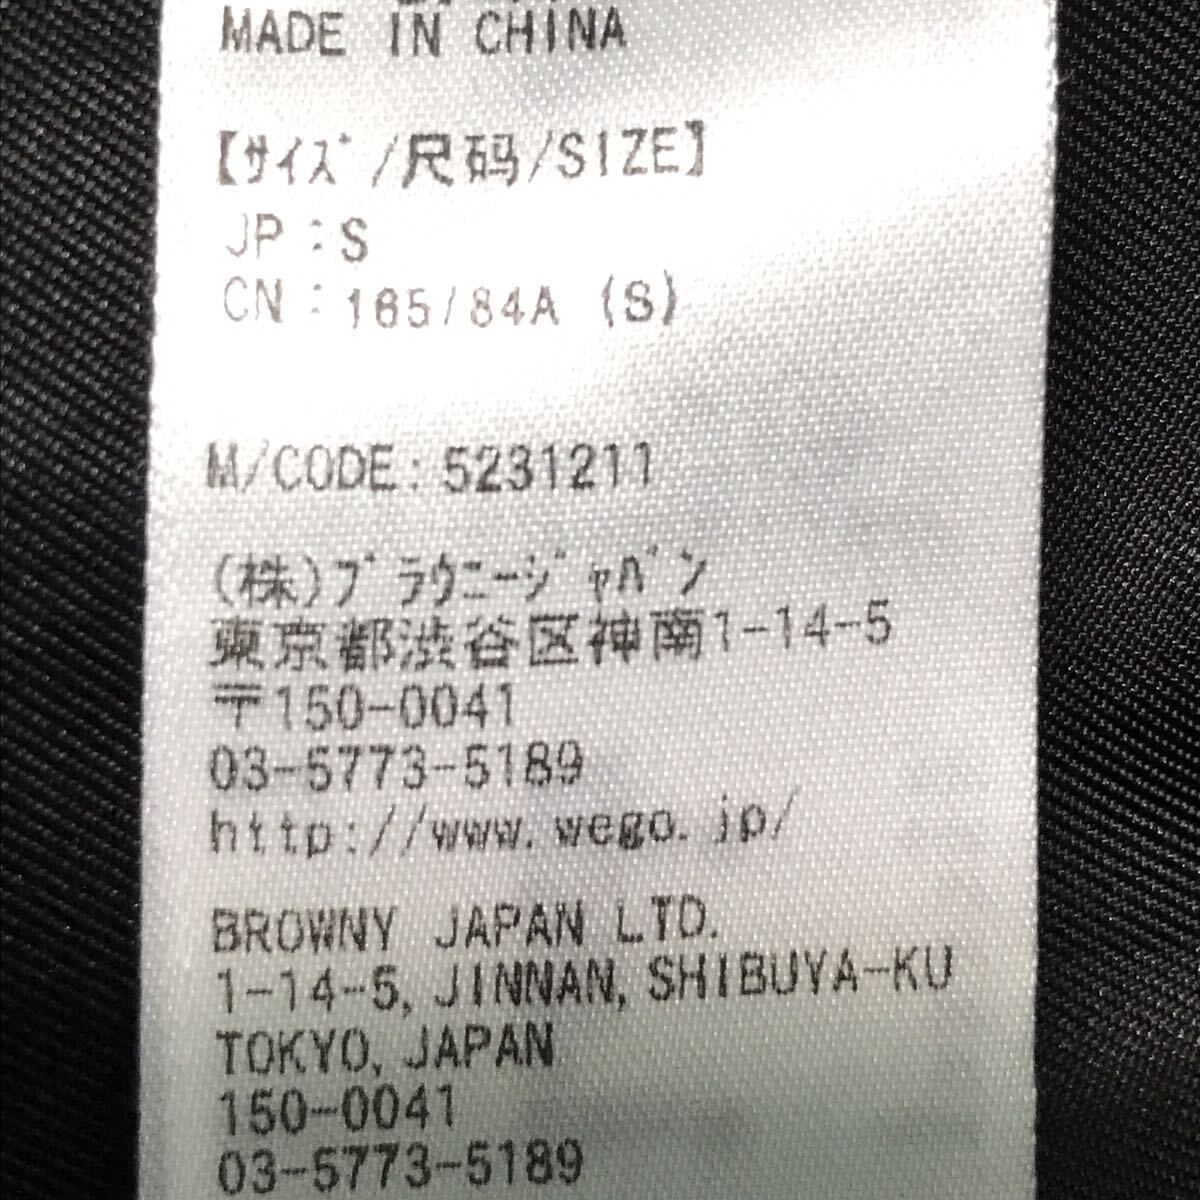 MADE IN CHINA
【ｻｲｽﾞ/尺码/SIZE】
JP:S
CN:165/84A (S)
M/CODE: 5231211
(株)ﾌﾞﾗｳﾆｰｼﾞｬﾊﾟﾝ
東京都渋谷区神南1-14-5
〒150-0041
03-5773-5189
http://www.wego.jp/
BROWNY JAPAN LTD.
1-14-5, JINNAN, SHIBUYA-KU
TOKYO, JAPAN
150-0041
03-5773-5189